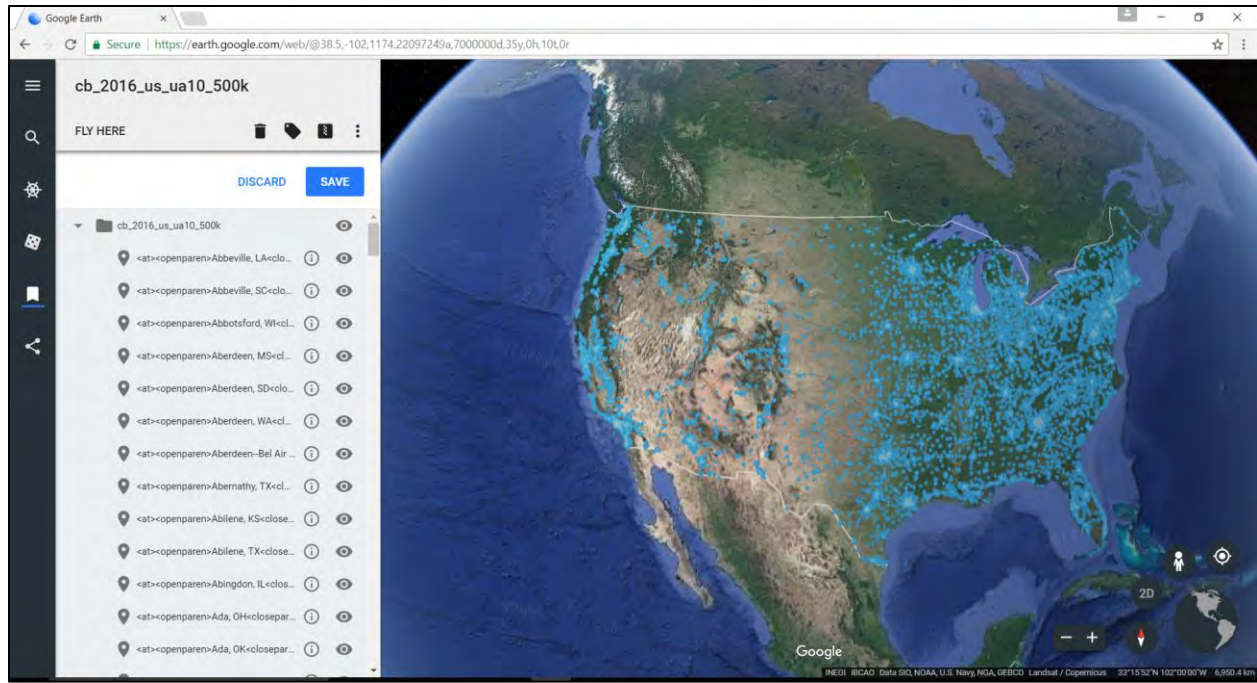 Google Earth
Secure | https://earth.google.com/web/@38.5,-102,1174.22097249a,7000000d,35y,0h,10t,0r
cb_2016_us_ua10_500k
FLY HERE
DISCARD SAVE
cb_2016_us_ua10_500k
<at><openparen>Abbeville, LA<clo...
<at><openparen>Abbeville, SC<clo...
<at><openparen>Abbotsford, WI<cl...
<at><openparen>Aberdeen, MS<cl...
<at><openparen>Aberdeen, SD<clo...
<at><openparen>Aberdeen, WA<cl...
<at><openparen>Aberdeen--Bel Air ...
<at><openparen>Abernathy, TX<cl...
<at><openparen>Abilene, KS<close...
<at><openparen>Abilene, TX<close...
<at><openparen>Abingdon, IL<clos...
<at><openparen>Ada, OH<closepar...
<at><openparen>Ada, OK<closepar...
2D
Google
INEGI IBCAO Data SIO, NOAA, U.S. Navy, NGA, GEBCO Landsat / Copernicus 33°15'52"N 102°00'00"W 6,950.4 km